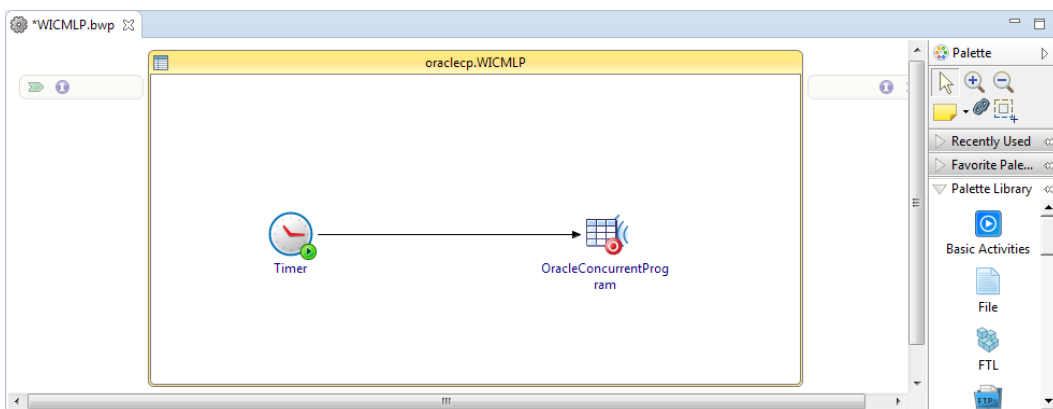 *WICMLP.bwp
oraclecp.WICMLP
Timer
OracleConcurrentProg
ram
Palette
Recently Used
Favorite Pale...
Palette Library
Basic Activities
File
FTL
FTP